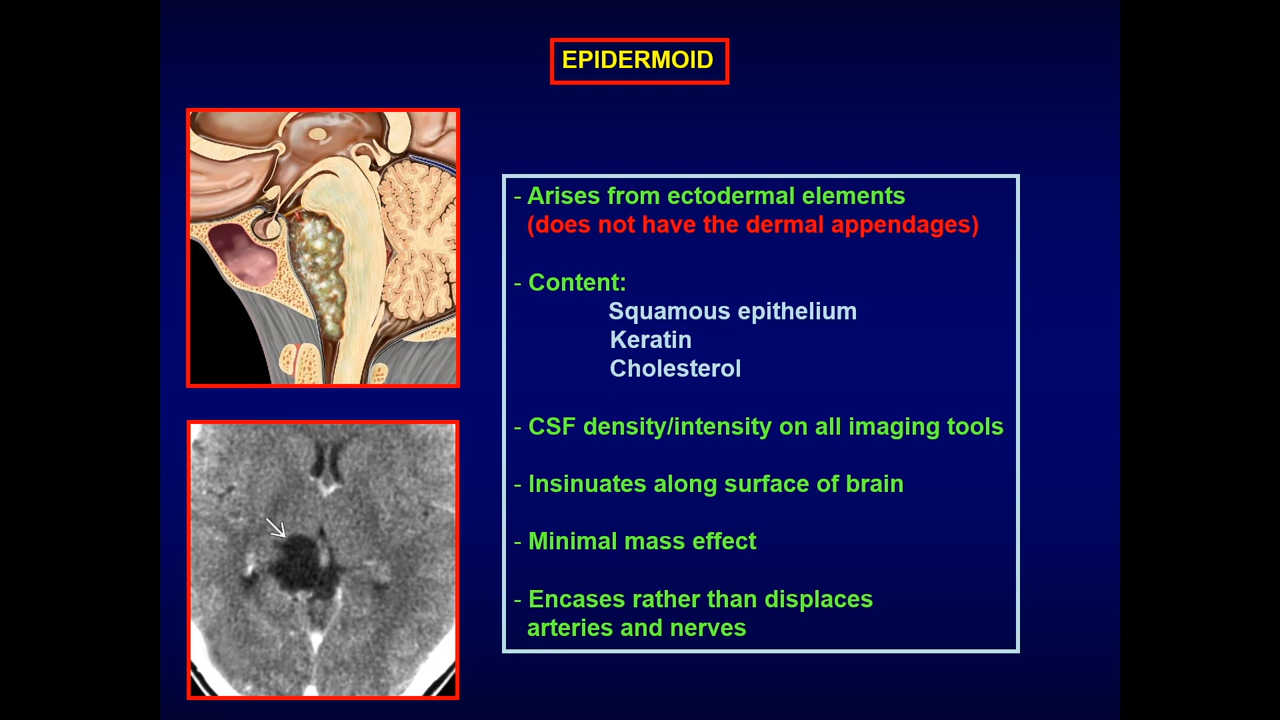 EPIDERMOID
- Arises from ectodermal elements
(does not have the dermal appendages)
- Content:
Squamous epithelium
Keratin
Cholesterol
- CSF density/intensity on all imaging tools
- Insinuates along surface of brain
- Minimal mass effect
- Encases rather than displaces
arteries and nerves